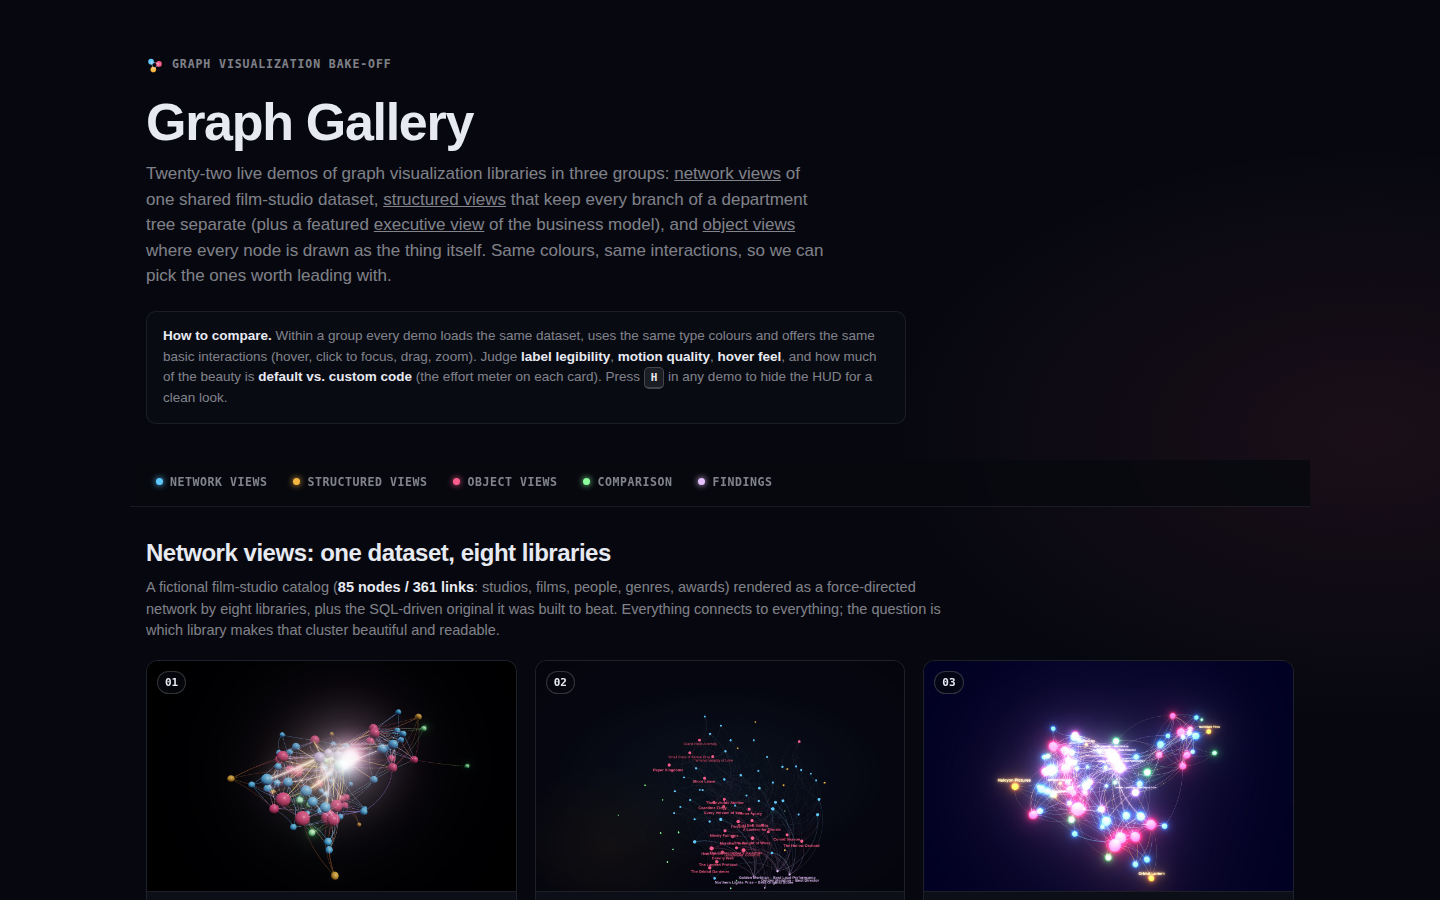 GRAPH VISUALIZATION BAKE-OFF
Graph Gallery
Twenty-two live demos of graph visualization libraries in three groups: network views of
one shared film-studio dataset, structured views that keep every branch of a department
tree separate (plus a featured executive view of the business model), and object views
where every node is drawn as the thing itself. Same colours, same interactions, so we can
pick the ones worth leading with.
How to compare. Within a group every demo loads the same dataset, uses the same type colours and offers the same
basic interactions (hover, click to focus, drag, zoom). Judge label legibility, motion quality, hover feel, and how much
of the beauty is default vs. custom code (the effort meter on each card). Press H in any demo to hide the HUD for a
clean look.
NETWORK VIEWS STRUCTURED VIEWS OBJECT VIEWS COMPARISON FINDINGS
Network views: one dataset, eight libraries
A fictional film-studio catalog (85 nodes / 361 links: studios, films, people, genres, awards) rendered as a force-directed
network by eight libraries, plus the SQL-driven original it was built to beat. Everything connects to everything; the question is
which library makes that cluster beautiful and readable.
01 02 03
Paper Kingdoms
Halcyon Pictures
The Orbital Gardener